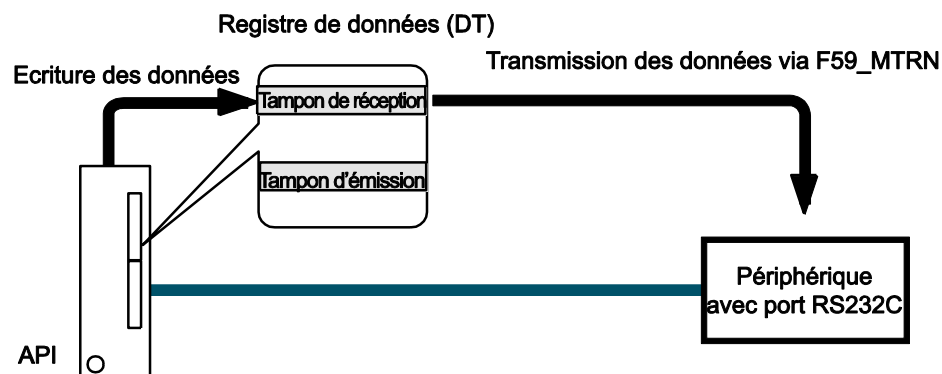 Registre de données (DT)
Ecriture des données
Transmission des données via F59_MTRN
Tampon de réception
Tampon d'émission
Périphérique
avec port RS232C
API